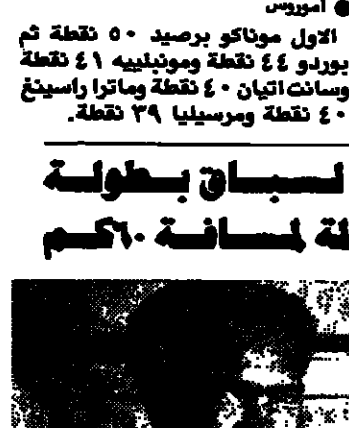 ● اموروس
الاول موناكو برصيد ٥٠ نقطة ثم
بوردو ٤٤ نقطة ومونبلييه ٤١ نقطة
وسانت اتيان ٤٠ نقطة وماترا راسينغ
٤٠ نقطة ومرسيليا ٣٩ نقطة.
لسباق بطولة
لة لمسافة ٦٠كم